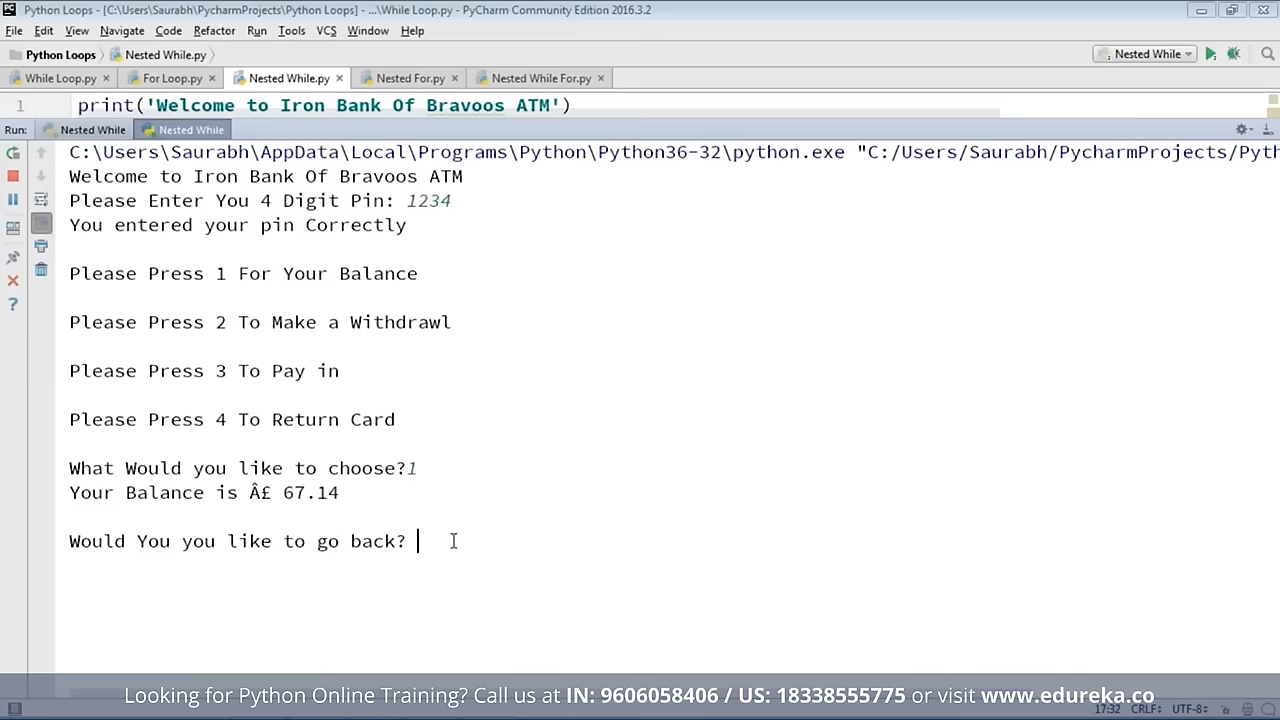 Python Loops - [C:\Users\Saurabh\PycharmProjects\Python Loops] - ...\While Loop.py - PyCharm Community Edition 2016.3.2
File Edit View Navigate Code Refactor Run Tools VCS Window Help
Python Loops Nested While.py Nested While
While Loop.py For Loop.py Nested While.py Nested For.py Nested While For.py
1 print('Welcome to Iron Bank Of Bravoos ATM')
Run: Nested While Nested While
C:\Users\Saurabh\AppData\Local\Programs\Python\Python36-32\python.exe "C:/Users/Saurabh/PycharmProjects/Pyth
Welcome to Iron Bank Of Bravoos ATM
Please Enter You 4 Digit Pin: 1234
You entered your pin Correctly
Please Press 1 For Your Balance
Please Press 2 To Make a Withdrawl
Please Press 3 To Pay in
Please Press 4 To Return Card
What Would you like to choose?1
Your Balance is Â£ 67.14
Would You you like to go back?
Looking for Python Online Training? Call us at IN: 9606058406 / US: 18338555775 or visit www.edureka.co
17:32 CRLF÷ UTF-8÷